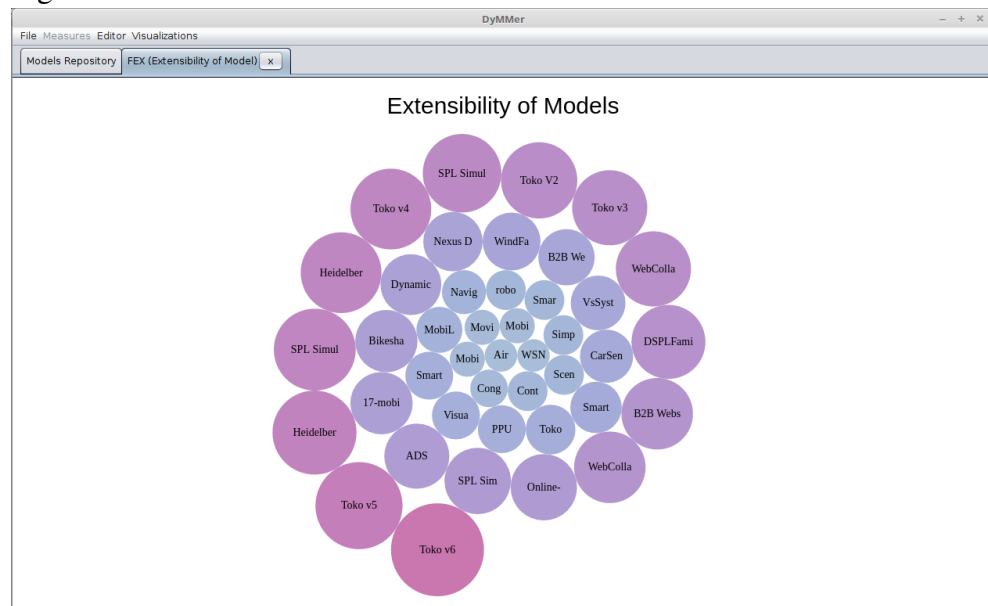 DyMMer
File Measures Editor Visualizations
Models Repository FEX (Extensibility of Model) x
Extensibility of Models
SPL Simul
Toko V2
Toko v4
Toko v3
Nexus D
WindFa
B2B We
WebColla
Heidelber
Dynamic
Navig
robo
Smar
VsSyst
MobiL
Movi
Mobi
Simp
Bikesha
SPL Simul
DSPLFami
Mobi
Air
WSN
CarSen
Smart
Scen
Cong
Cont
17-mobi
Smart
B2B Webs
Visua
PPU
Toko
Heidelber
ADS
WebColla
SPL Sim
Online-
Toko v5
Toko v6